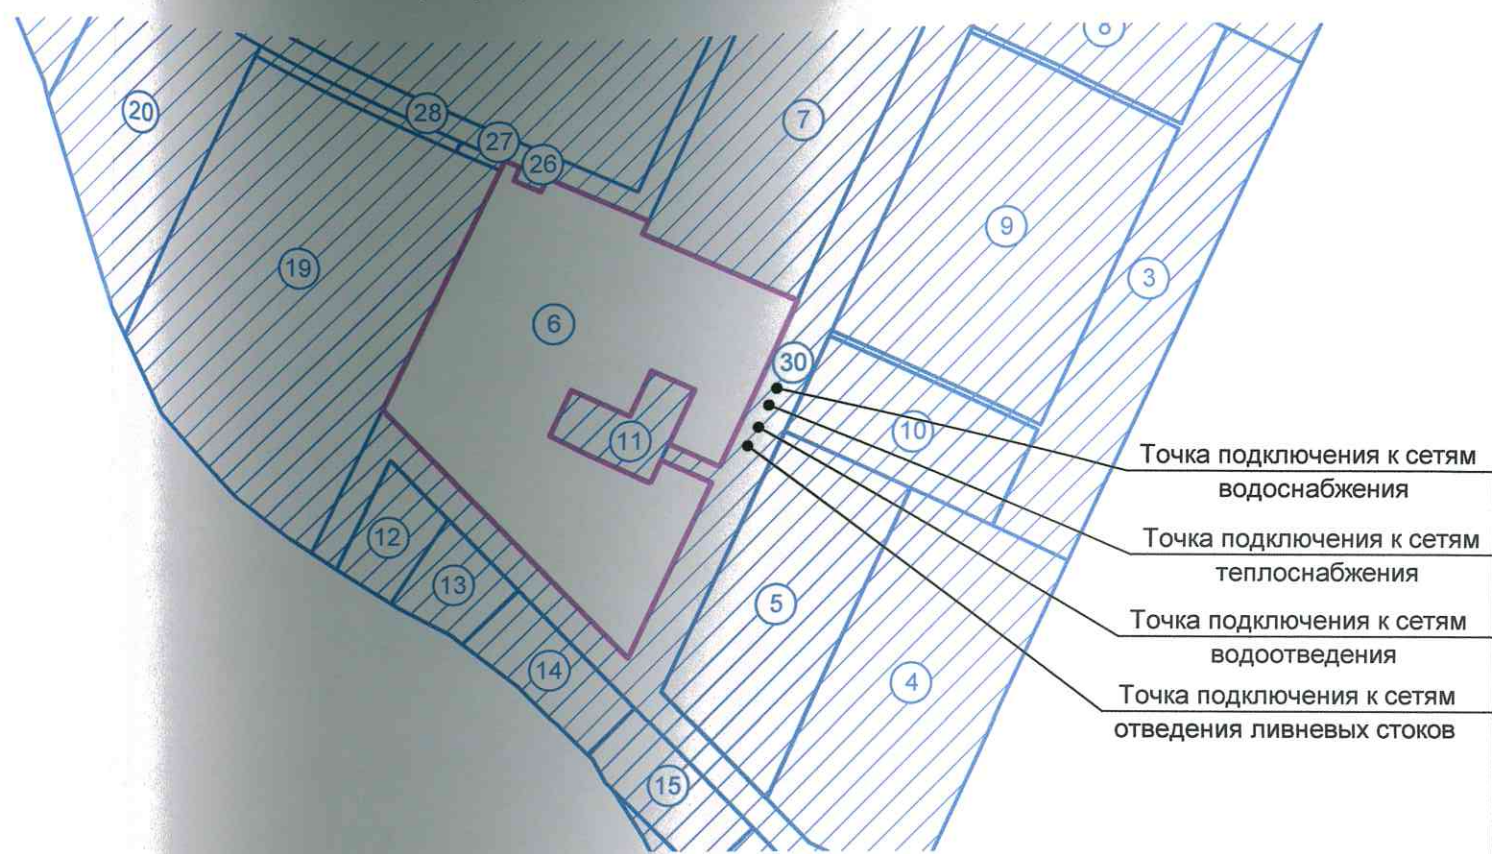 8
20
28
7
27
26
9
19
3
6
30
11
10
Точка подключения к сетям
водоснабжения
12
Точка подключения к сетям
теплоснабжения
13
5
Точка подключения к сетям
водоотведения
14
4
Точка подключения к сетям
отведения ливневых стоков
15